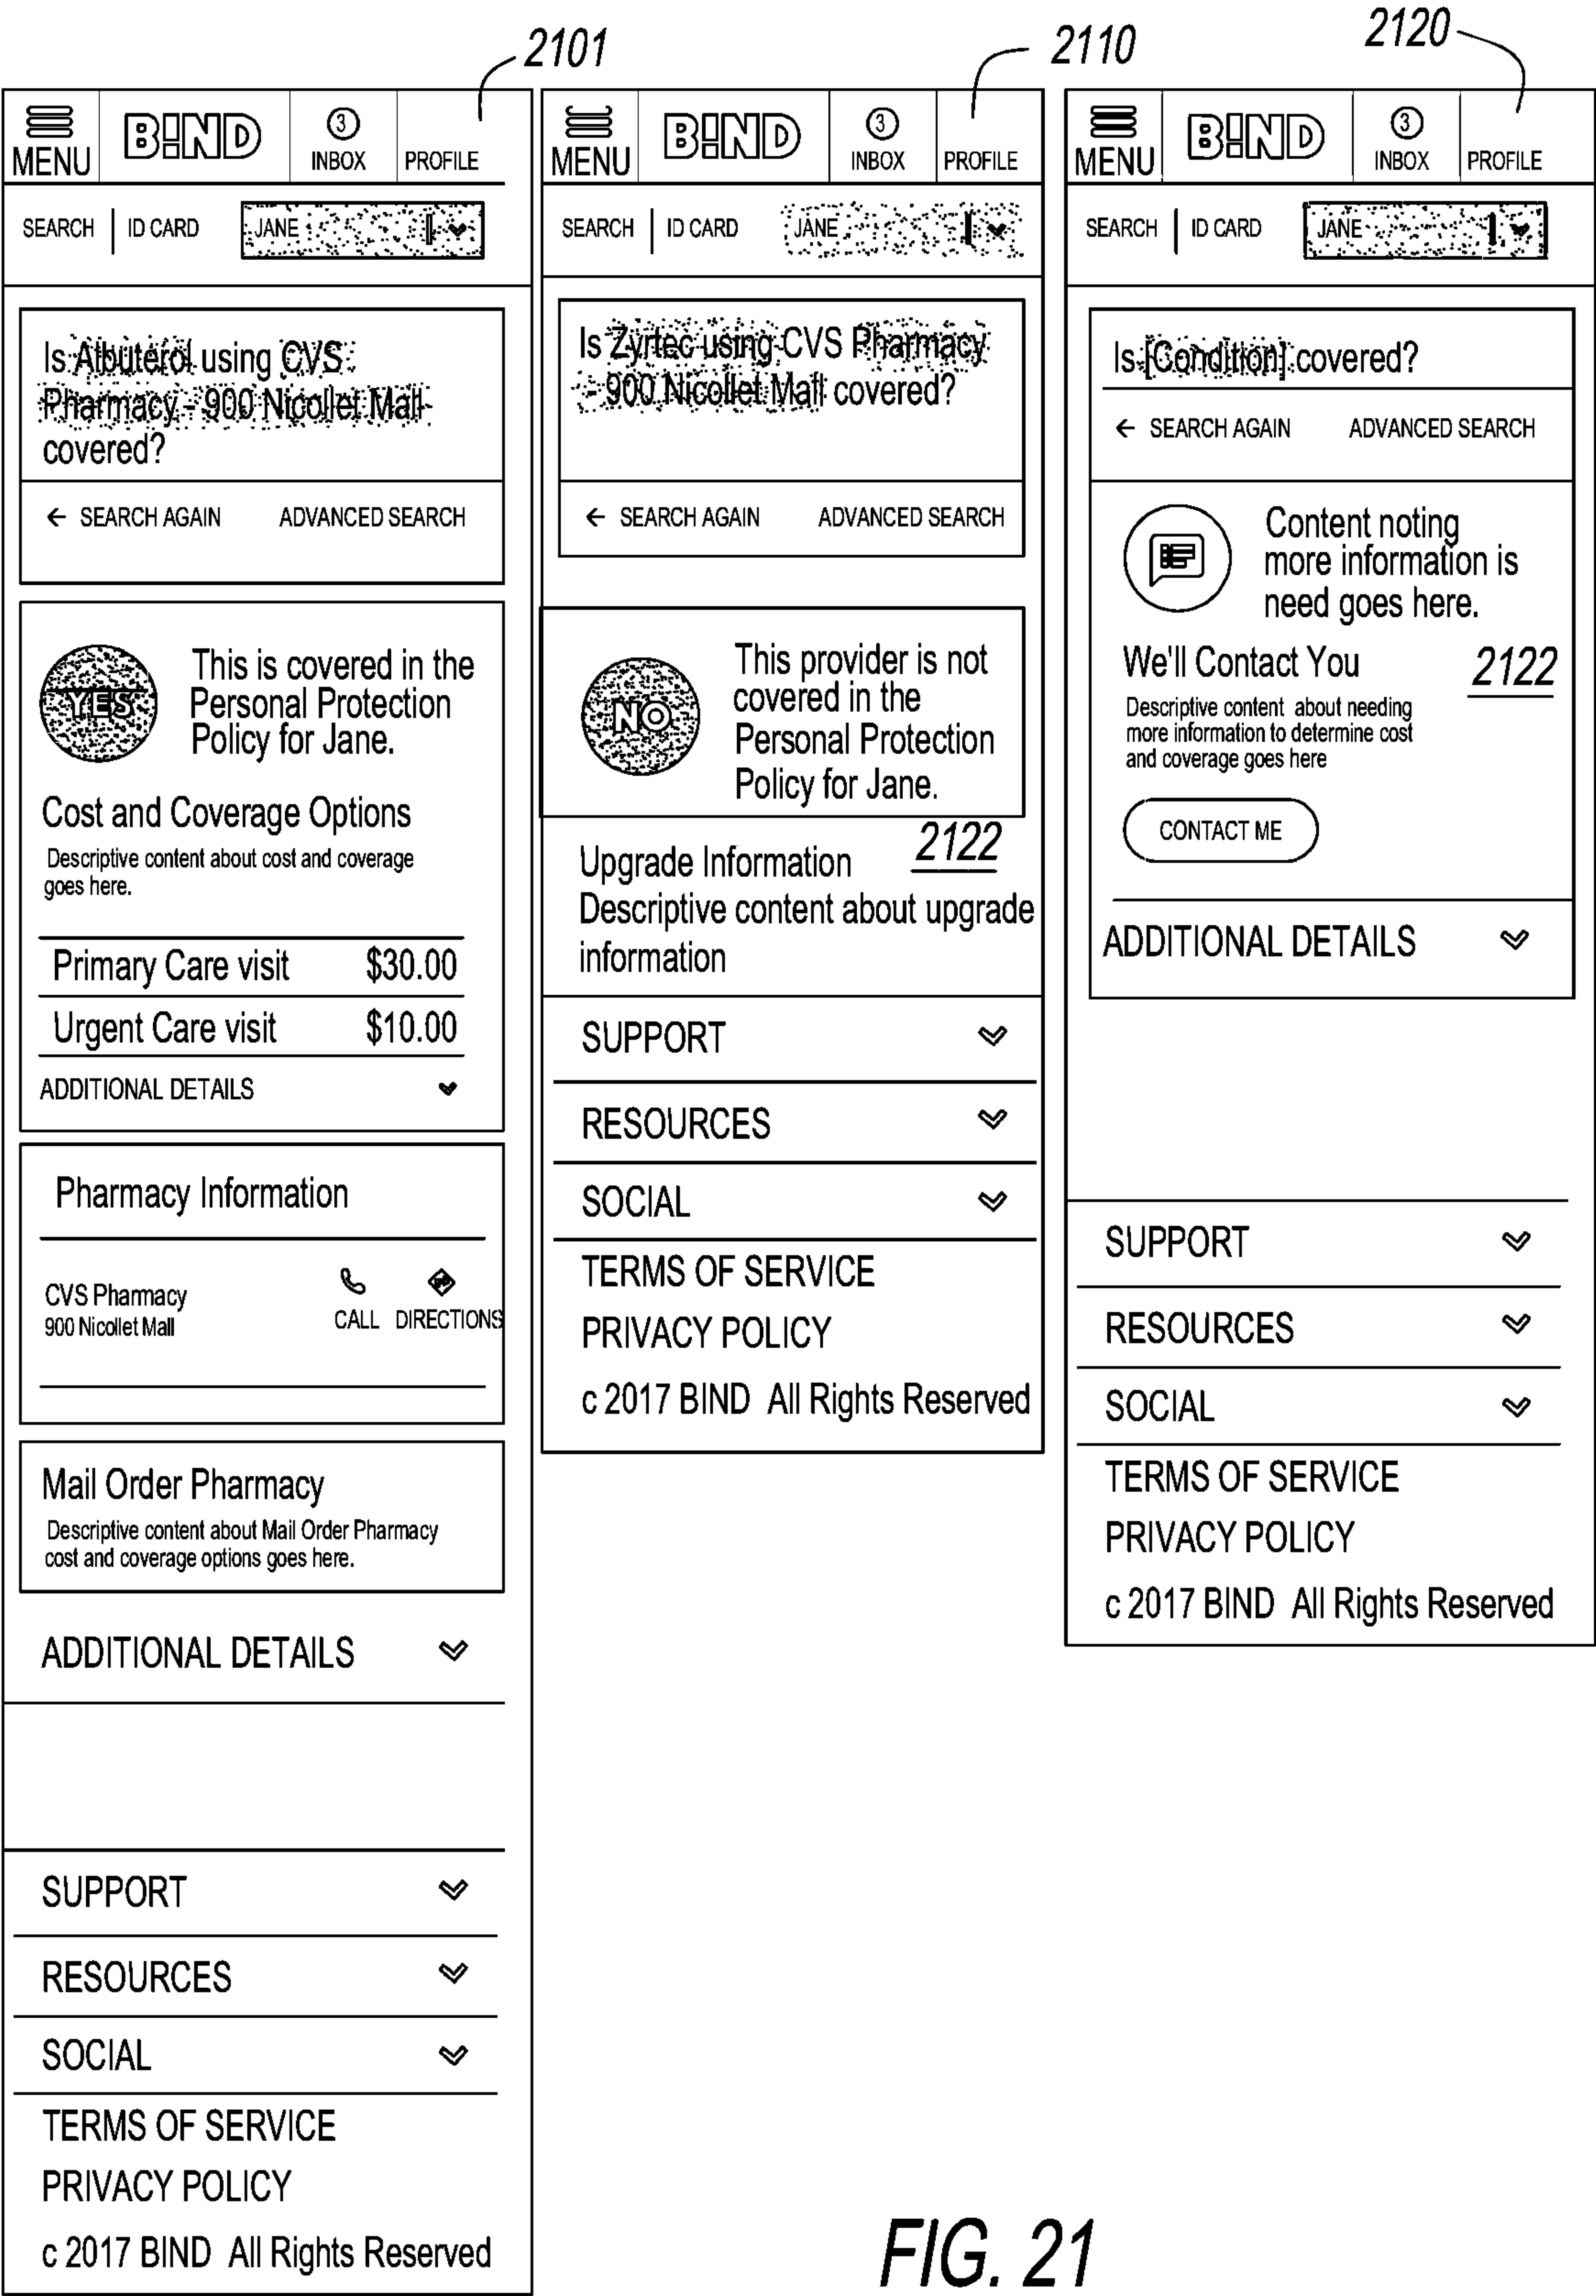 2101
MENU
B!ND
3
INBOX
PROFILE
SEARCH
ID CARD
JANE
Is Albuterol using CVS
Pharmacy - 900 Nicollet Mall
covered?
← SEARCH AGAIN
ADVANCED SEARCH
YES
This is covered in the
Personal Protection
Policy for Jane.
Cost and Coverage Options
Descriptive content about cost and coverage
goes here.
Primary Care visit $30.00
Urgent Care visit $10.00
ADDITIONAL DETAILS
Pharmacy Information
CVS Pharmacy
900 Nicollet Mall
CALL
DIRECTIONS
Mail Order Pharmacy
Descriptive content about Mail Order Pharmacy
cost and coverage options goes here.
ADDITIONAL DETAILS
SUPPORT
RESOURCES
SOCIAL
TERMS OF SERVICE
PRIVACY POLICY
c 2017 BIND All Rights Reserved
2110
MENU
B!ND
3
INBOX
PROFILE
SEARCH
ID CARD
JANE
Is Zyrtec using CVS Pharmacy
- 900 Nicollet Mall covered?
← SEARCH AGAIN
ADVANCED SEARCH
NO
This provider is not
covered in the
Personal Protection
Policy for Jane.
2122
Upgrade Information
Descriptive content about upgrade
information
SUPPORT
RESOURCES
SOCIAL
TERMS OF SERVICE
PRIVACY POLICY
c 2017 BIND All Rights Reserved
2120
MENU
B!ND
3
INBOX
PROFILE
SEARCH
ID CARD
JANE
Is [Condition] covered?
← SEARCH AGAIN
ADVANCED SEARCH
Content noting
more information is
need goes here.
We'll Contact You
2122
Descriptive content about needing
more information to determine cost
and coverage goes here
CONTACT ME
ADDITIONAL DETAILS
SUPPORT
RESOURCES
SOCIAL
TERMS OF SERVICE
PRIVACY POLICY
c 2017 BIND All Rights Reserved
FIG. 21